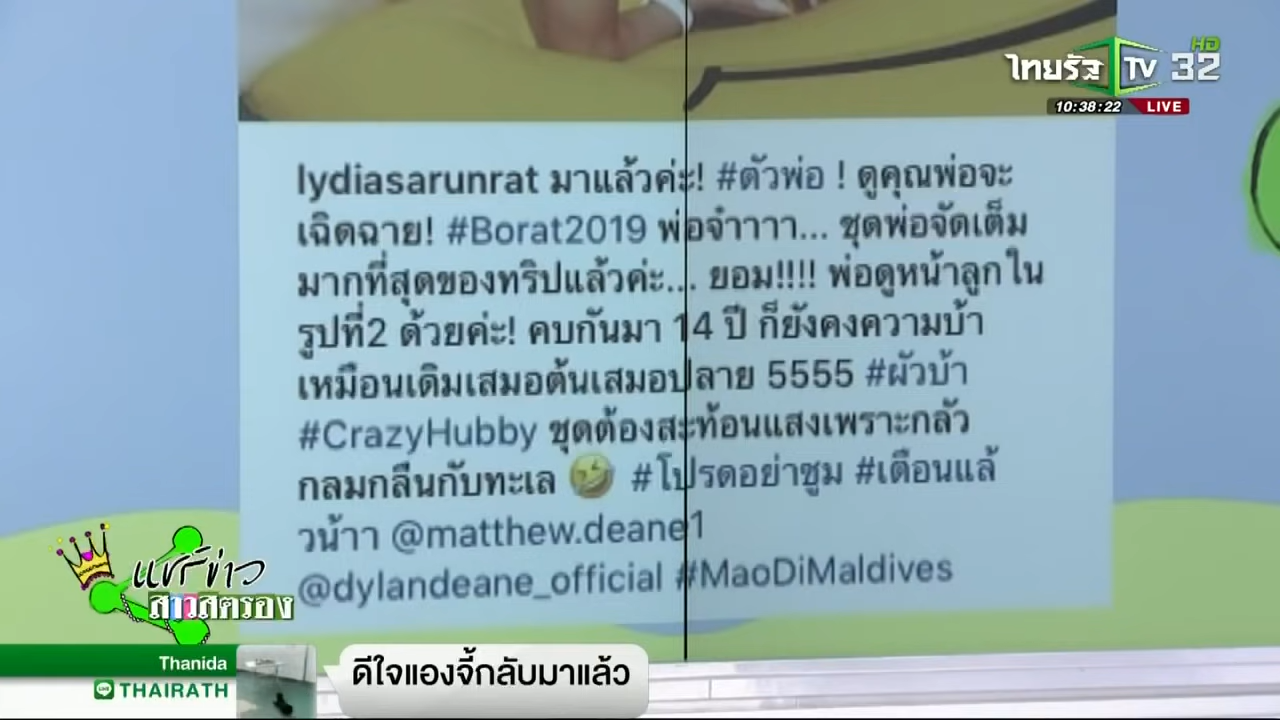 ไทยรัฐ TV 32 HD
10:38:22 LIVE
lydiasarunrat มาแล้วค่ะ! #ตัวพ่อ ! ดูคุณพ่อจะ
เฉิดฉาย! #Borat2019 พ่อจ๋าาาา... ชุดพ่อจัดเต็ม
มากที่สุดของทริปแล้วค่ะ... ยอม!!!! พ่อดูหน้าลูกใน
รูปที่2 ด้วยค่ะ! คบกันมา 14 ปี ก็ยังคงความบ้า
เหมือนเดิมเสมอต้นเสมอปลาย 5555 #ผัวบ้า
#CrazyHubby ชุดต้องสะท้อนแสงเพราะกลัว
กลมกลืนกับทะเล 🤣 #โปรดอย่าซูม #เตือนแล้
วน้าา @matthew.deane1
@dylandeane_official #MaoDiMaldives
แชร์ข่าว
สาวสตรอง
Thanida
THAIRATH
ดีใจแองจี้กลับมาแล้ว